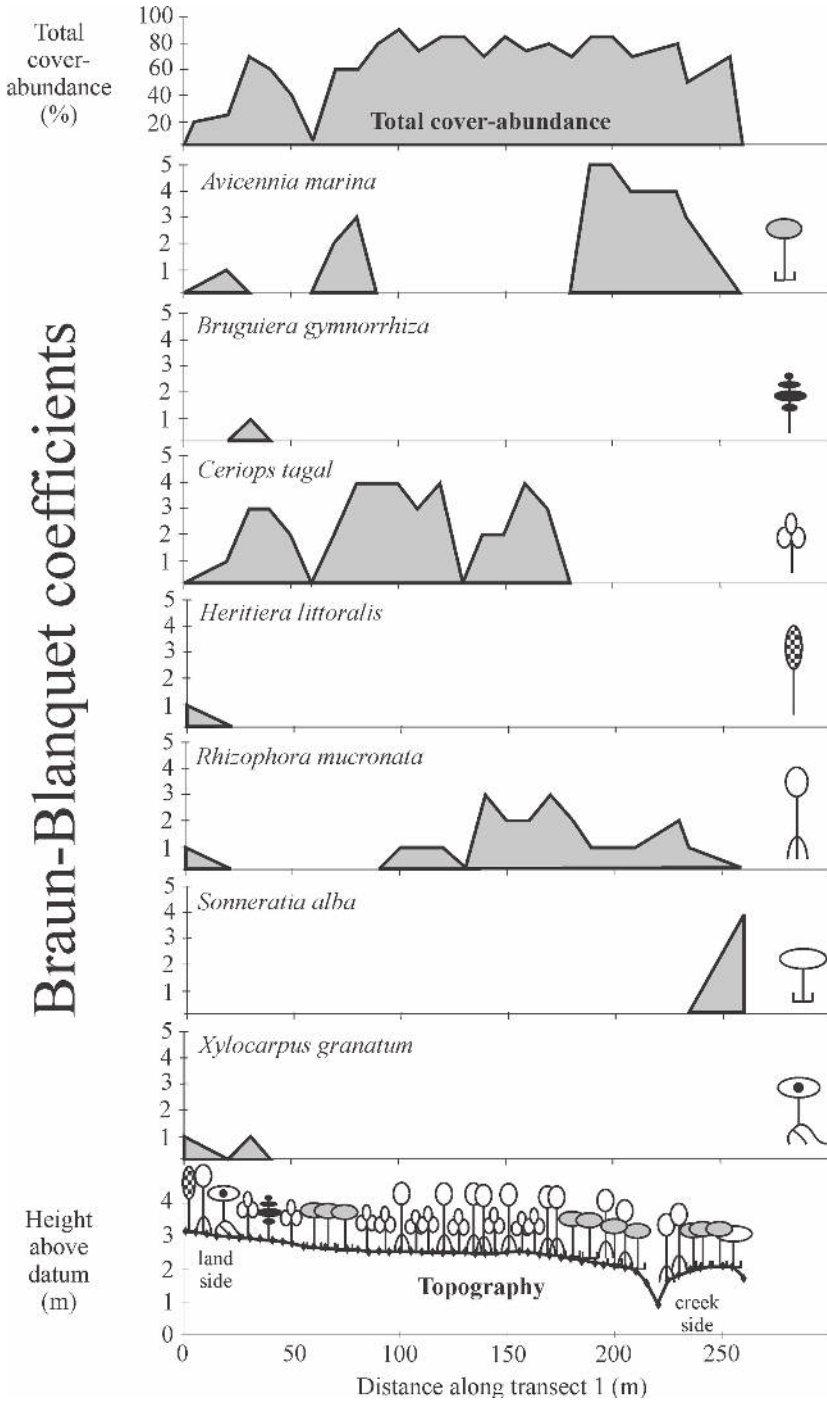 Total
cover-
abundance
(%)
100
80
60
40
20
Total cover-abundance
Braun-Blanquet coefficients
5
4
3
2
1
Avicennia marina
5
4
3
2
1
Bruguiera gymnorrhiza
5
4
3
2
1
Ceriops tagal
5
4
3
2
1
Heritiera littoralis
5
4
3
2
1
Rhizophora mucronata
5
4
3
2
1
Sonneratia alba
5
4
3
2
1
Xylocarpus granatum
Height
above
datum
(m)
4
3
2
1
0
land
side
Topography
creek
side
0 50 100 150 200 250
Distance along transect 1 (m)